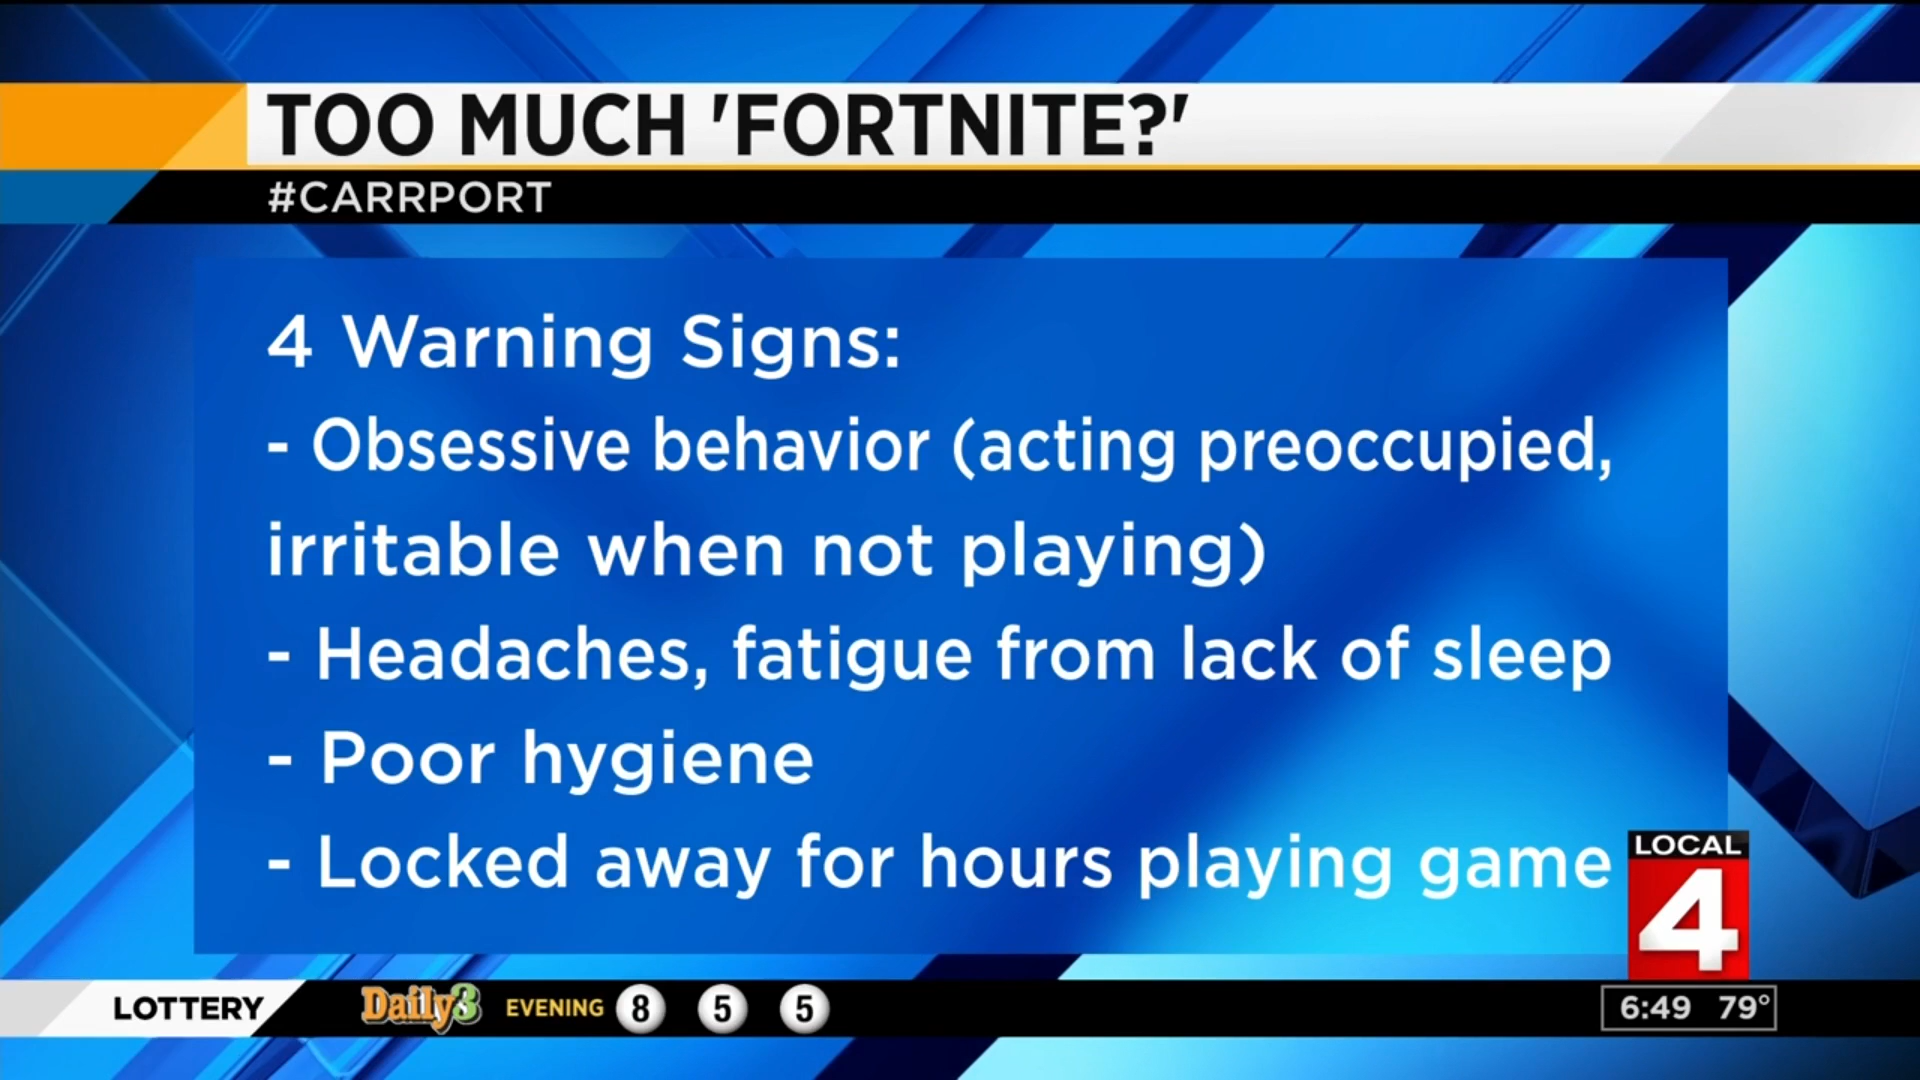 TOO MUCH 'FORTNITE?'
#CARRPORT
4 Warning Signs:
- Obsessive behavior (acting preoccupied,
irritable when not playing)
- Headaches, fatigue from lack of sleep
- Poor hygiene
- Locked away for hours playing game
LOCAL
4
LOTTERY Daily3 EVENING 8 5 5
6:49 79°